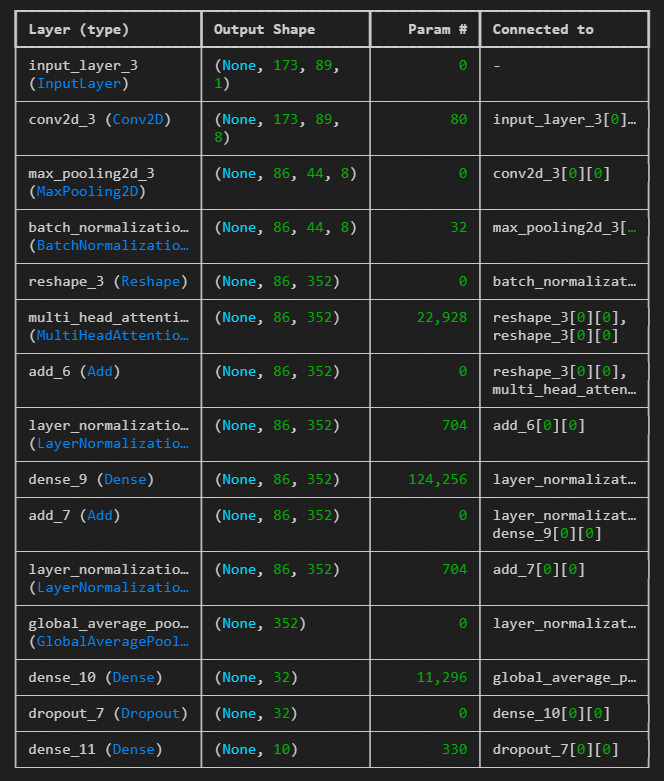 Layer (type) Output Shape Param # Connected to
input_layer_3 (None, 173, 89, 0 -
(InputLayer) 1)
conv2d_3 (Conv2D) (None, 173, 89, 80 input_layer_3[0]…
8)
max_pooling2d_3 (None, 86, 44, 8) 0 conv2d_3[0][0]
(MaxPooling2D)
batch_normalizatio… (None, 86, 44, 8) 32 max_pooling2d_3[…
(BatchNormalizatio…
reshape_3 (Reshape) (None, 86, 352) 0 batch_normalizat…
multi_head_attenti… (None, 86, 352) 22,928 reshape_3[0][0],
(MultiHeadAttentio… reshape_3[0][0]
add_6 (Add) (None, 86, 352) 0 reshape_3[0][0],
multi_head_atten…
layer_normalizatio… (None, 86, 352) 704 add_6[0][0]
(LayerNormalizatio…
dense_9 (Dense) (None, 86, 352) 124,256 layer_normalizat…
add_7 (Add) (None, 86, 352) 0 layer_normalizat…
dense_9[0][0]
layer_normalizatio… (None, 86, 352) 704 add_7[0][0]
(LayerNormalizatio…
global_average_poo… (None, 352) 0 layer_normalizat…
(GlobalAveragePool…
dense_10 (Dense) (None, 32) 11,296 global_average_p…
dropout_7 (Dropout) (None, 32) 0 dense_10[0][0]
dense_11 (Dense) (None, 10) 330 dropout_7[0][0]